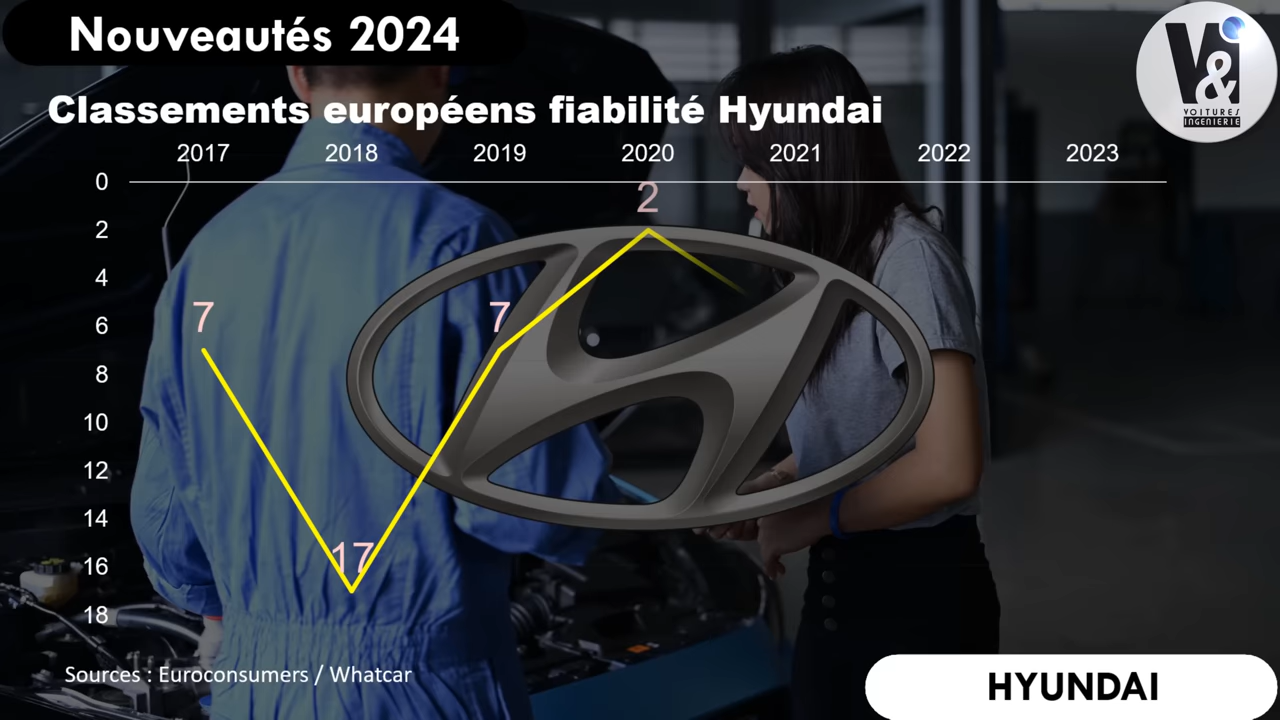 Nouveautés 2024
V&i
VOITURES
INGENIERIE
Classements européens fiabilité Hyundai
2017 2018 2019 2020 2021 2022 2023
0
2
4
6
8
10
12
14
16
18
7
17
7
2
Sources : Euroconsumers / Whatcar
HYUNDAI